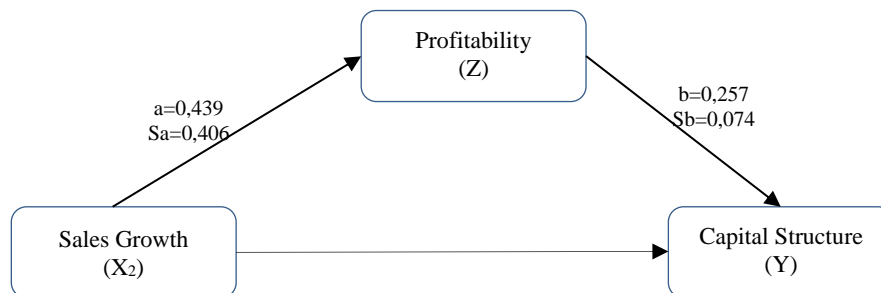 Profitability
(Z)
a=0,439
Sa=0,406
b=0,257
Sb=0,074
Sales Growth
(X₂)
Capital Structure
(Y)